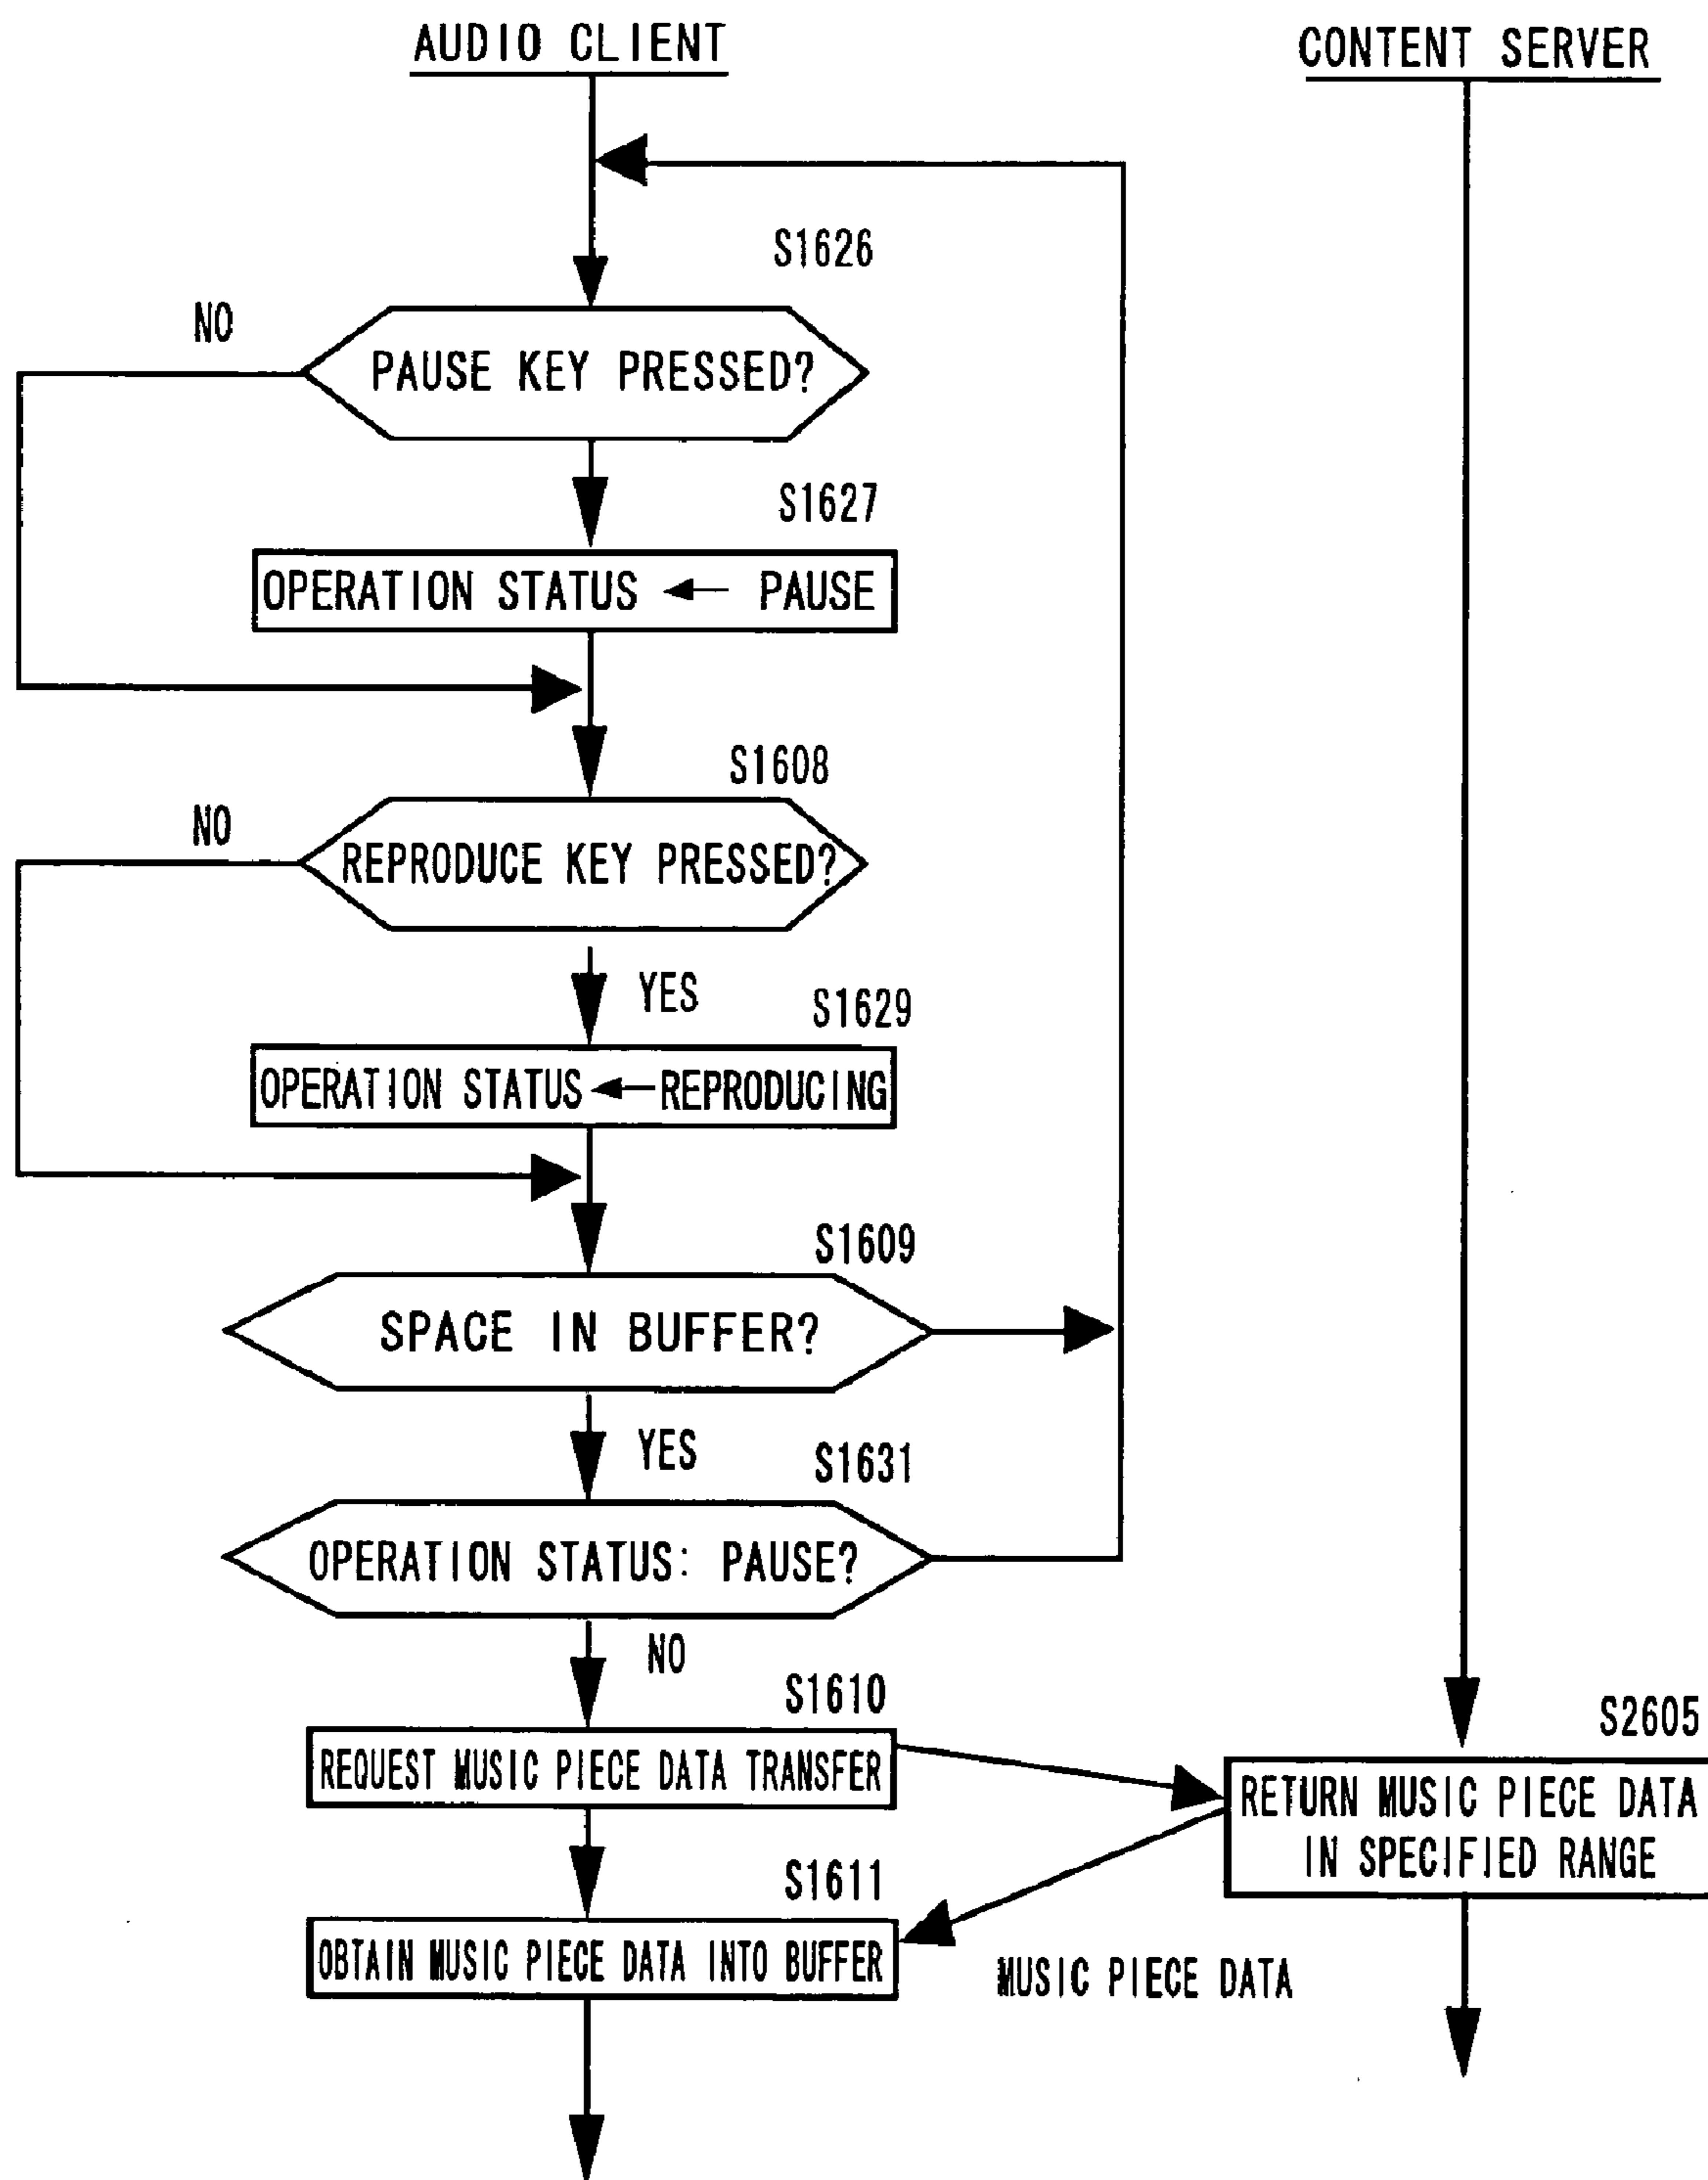 AUDIO CLIENT
CONTENT SERVER
S1626
NO
PAUSE KEY PRESSED?
S1627
OPERATION STATUS ← PAUSE
S1608
NO
REPRODUCE KEY PRESSED?
YES
S1629
OPERATION STATUS ← REPRODUCING
S1609
SPACE IN BUFFER?
YES
S1631
OPERATION STATUS: PAUSE?
NO
S1610
REQUEST MUSIC PIECE DATA TRANSFER
S2605
RETURN MUSIC PIECE DATA
IN SPECIFIED RANGE
S1611
OBTAIN MUSIC PIECE DATA INTO BUFFER
MUSIC PIECE DATA